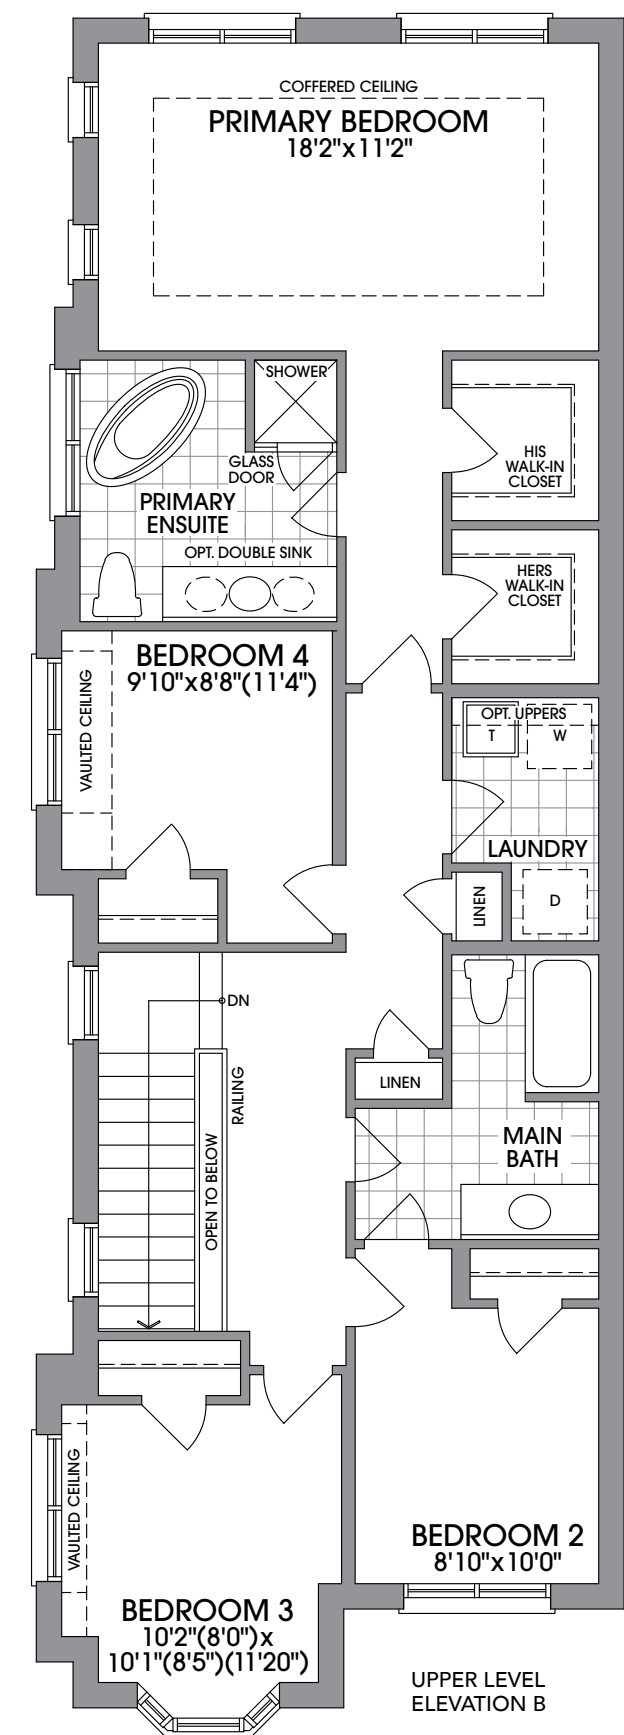 COFFERED CEILING
PRIMARY BEDROOM
18'2"x11'2"
SHOWER
GLASS
DOOR
PRIMARY
ENSUITE
OPT. DOUBLE SINK
HIS
WALK-IN
CLOSET
HERS
WALK-IN
CLOSET
BEDROOM 4
9'10"x8'8"(11'4")
VAULTED CEILING
OPT. UPPERS
T
W
LAUNDRY
LINEN
D
DN
RAILING
OPEN TO BELOW
LINEN
MAIN
BATH
VAULTED CEILING
BEDROOM 2
8'10"x10'0"
BEDROOM 3
10'2"(8'0")x
10'1"(8'5")(11'20")
UPPER LEVEL
ELEVATION B